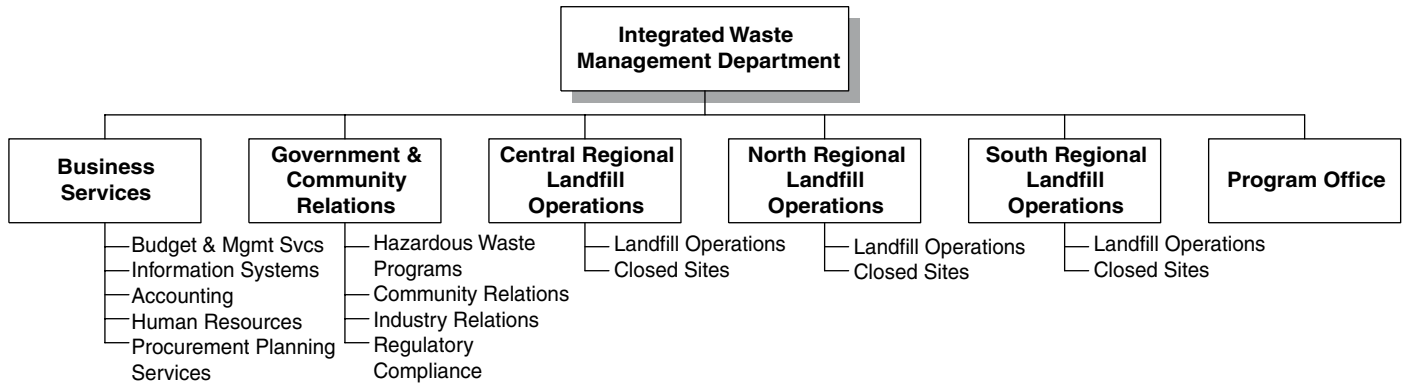 Integrated Waste
Management Department
Business
Services
Government &
Community
Relations
Central Regional
Landfill
Operations
North Regional
Landfill
Operations
South Regional
Landfill
Operations
Program Office
Budget & Mgmt Svcs
Information Systems
Accounting
Human Resources
Procurement Planning
Services
Hazardous Waste
Programs
Community Relations
Industry Relations
Regulatory
Compliance
Landfill Operations
Closed Sites
Landfill Operations
Closed Sites
Landfill Operations
Closed Sites